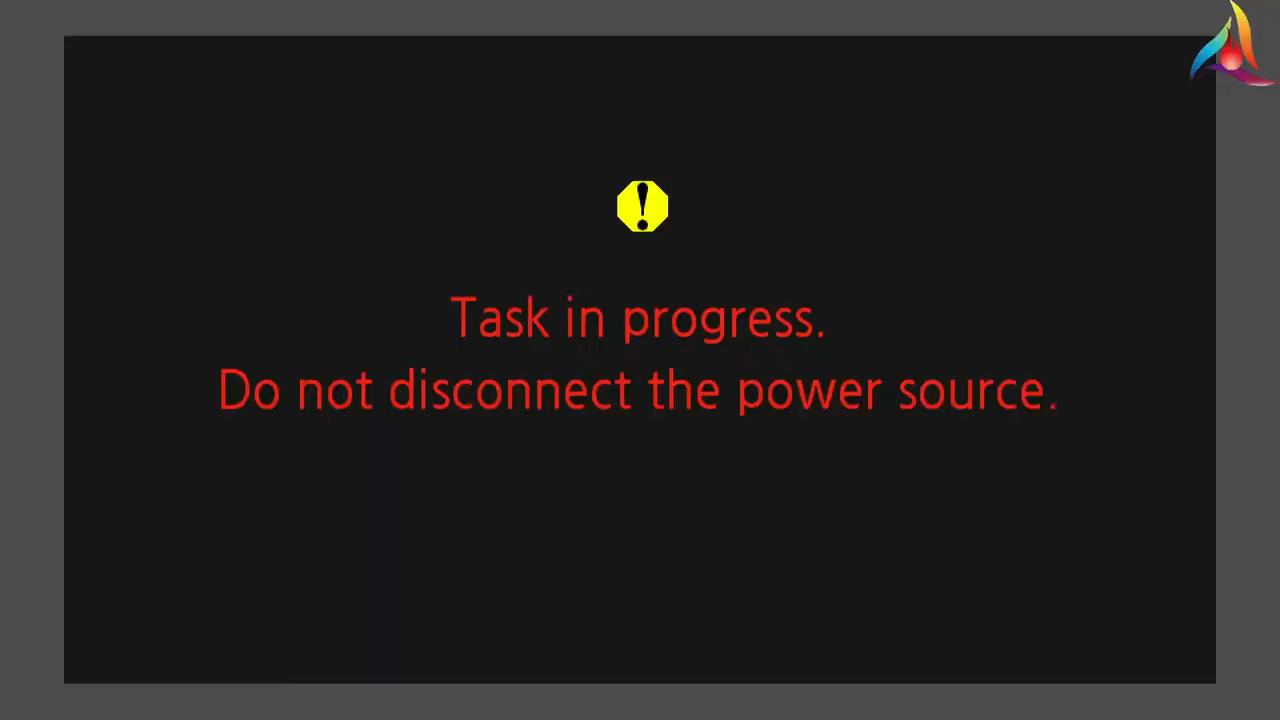 Task in progress.
Do not disconnect the power source.